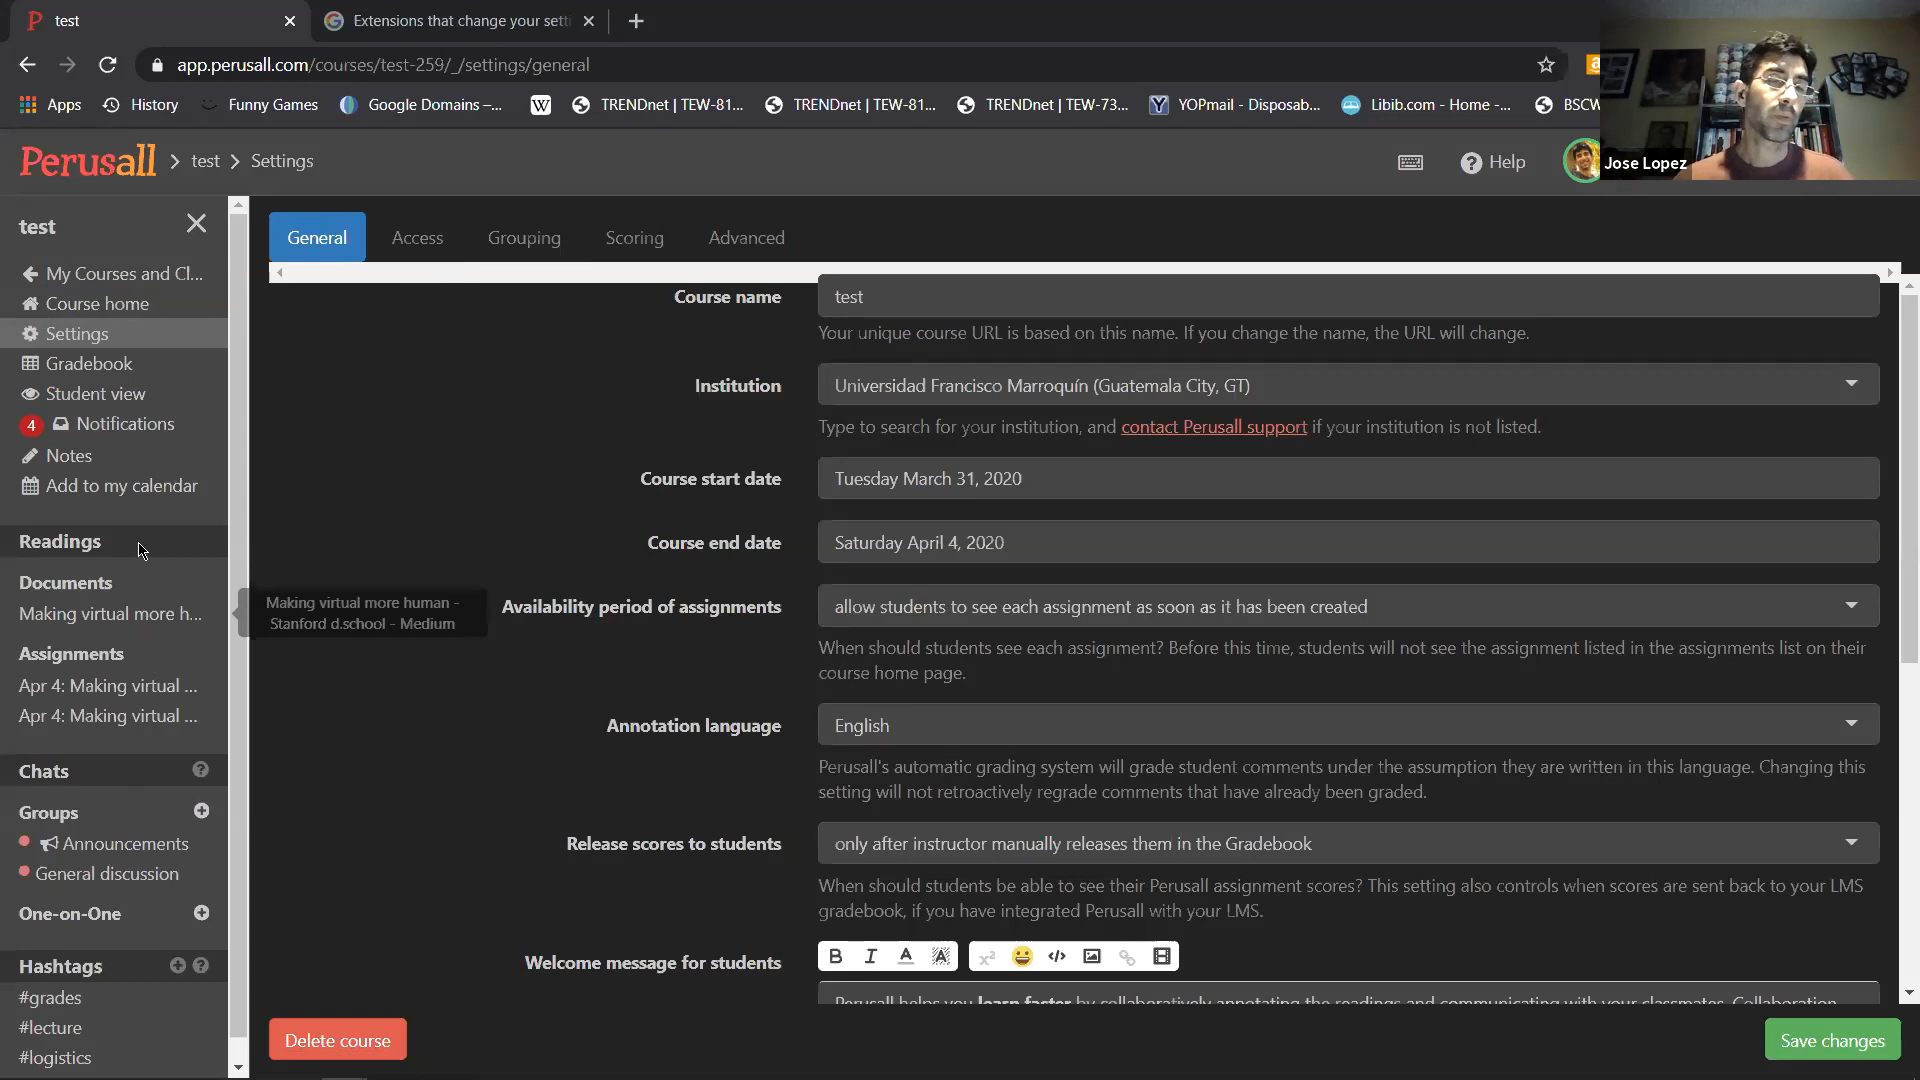 test
Extensions that change your sett
app.perusall.com/courses/test-259/_/settings/general
Apps
History
Funny Games
Google Domains –...
W
TRENDnet | TEW-81...
TRENDnet | TEW-81...
TRENDnet | TEW-73...
YOPmail - Disposab...
Libib.com - Home -...
BSCW
Jose Lopez
Perusall > test > Settings
Help
test
My Courses and Cl...
Course home
Settings
Gradebook
Student view
4 Notifications
Notes
Add to my calendar
Readings
Documents
Making virtual more h...
Making virtual more human -
Stanford d.school - Medium
Assignments
Apr 4: Making virtual ...
Apr 4: Making virtual ...
Chats
Groups
Announcements
General discussion
One-on-One
Hashtags
#grades
#lecture
#logistics
General
Access
Grouping
Scoring
Advanced
Course name
test
Your unique course URL is based on this name. If you change the name, the URL will change.
Institution
Universidad Francisco Marroquín (Guatemala City, GT)
Type to search for your institution, and contact Perusall support if your institution is not listed.
Course start date
Tuesday March 31, 2020
Course end date
Saturday April 4, 2020
Availability period of assignments
allow students to see each assignment as soon as it has been created
When should students see each assignment? Before this time, students will not see the assignment listed in the assignments list on their
course home page.
Annotation language
English
Perusall's automatic grading system will grade student comments under the assumption they are written in this language. Changing this
setting will not retroactively regrade comments that have already been graded.
Release scores to students
only after instructor manually releases them in the Gradebook
When should students be able to see their Perusall assignment scores? This setting also controls when scores are sent back to your LMS
gradebook, if you have integrated Perusall with your LMS.
Welcome message for students
B I A A x² </>
Perusall helps you learn faster by collaboratively annotating the readings and communicating with your classmates. Collaboration
Delete course
Save changes